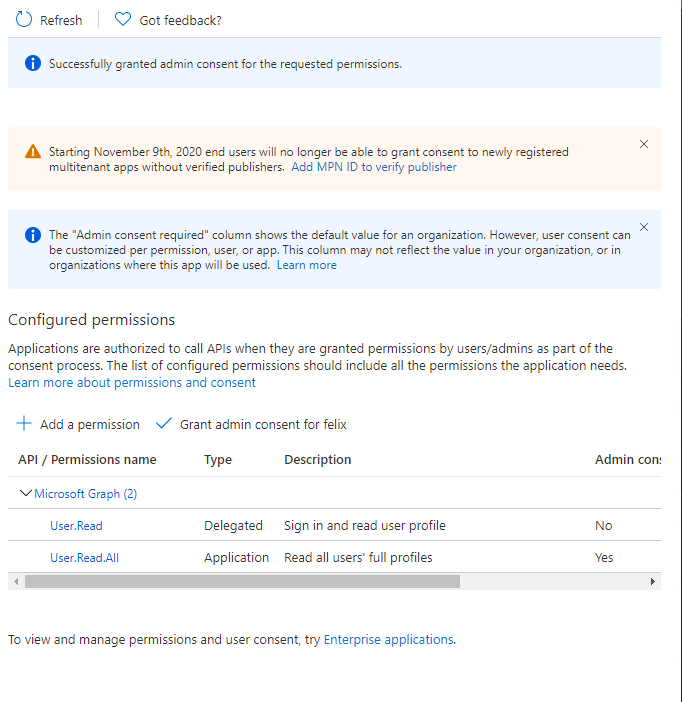 Refresh Got feedback?
Successfully granted admin consent for the requested permissions.
Starting November 9th, 2020 end users will no longer be able to grant consent to newly registered
multitenant apps without verified publishers. Add MPN ID to verify publisher
The "Admin consent required" column shows the default value for an organization. However, user consent can
be customized per permission, user, or app. This column may not reflect the value in your organization, or in
organizations where this app will be used. Learn more
Configured permissions
Applications are authorized to call APIs when they are granted permissions by users/admins as part of the
consent process. The list of configured permissions should include all the permissions the application needs.
Learn more about permissions and consent
Add a permission Grant admin consent for felix
API / Permissions name Type Description Admin cons
Microsoft Graph (2)
User.Read Delegated Sign in and read user profile No
User.Read.All Application Read all users' full profiles Yes
To view and manage permissions and user consent, try Enterprise applications.